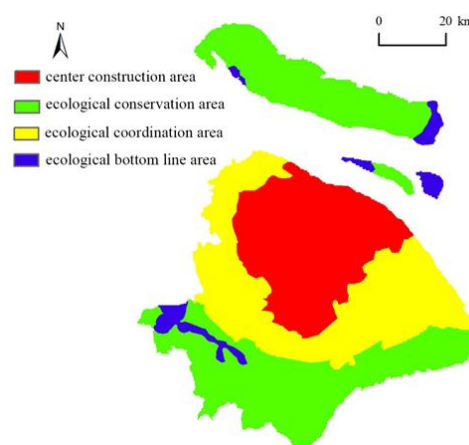 N
0 20 km
center construction area
ecological conservation area
ecological coordination area
ecological bottom line area